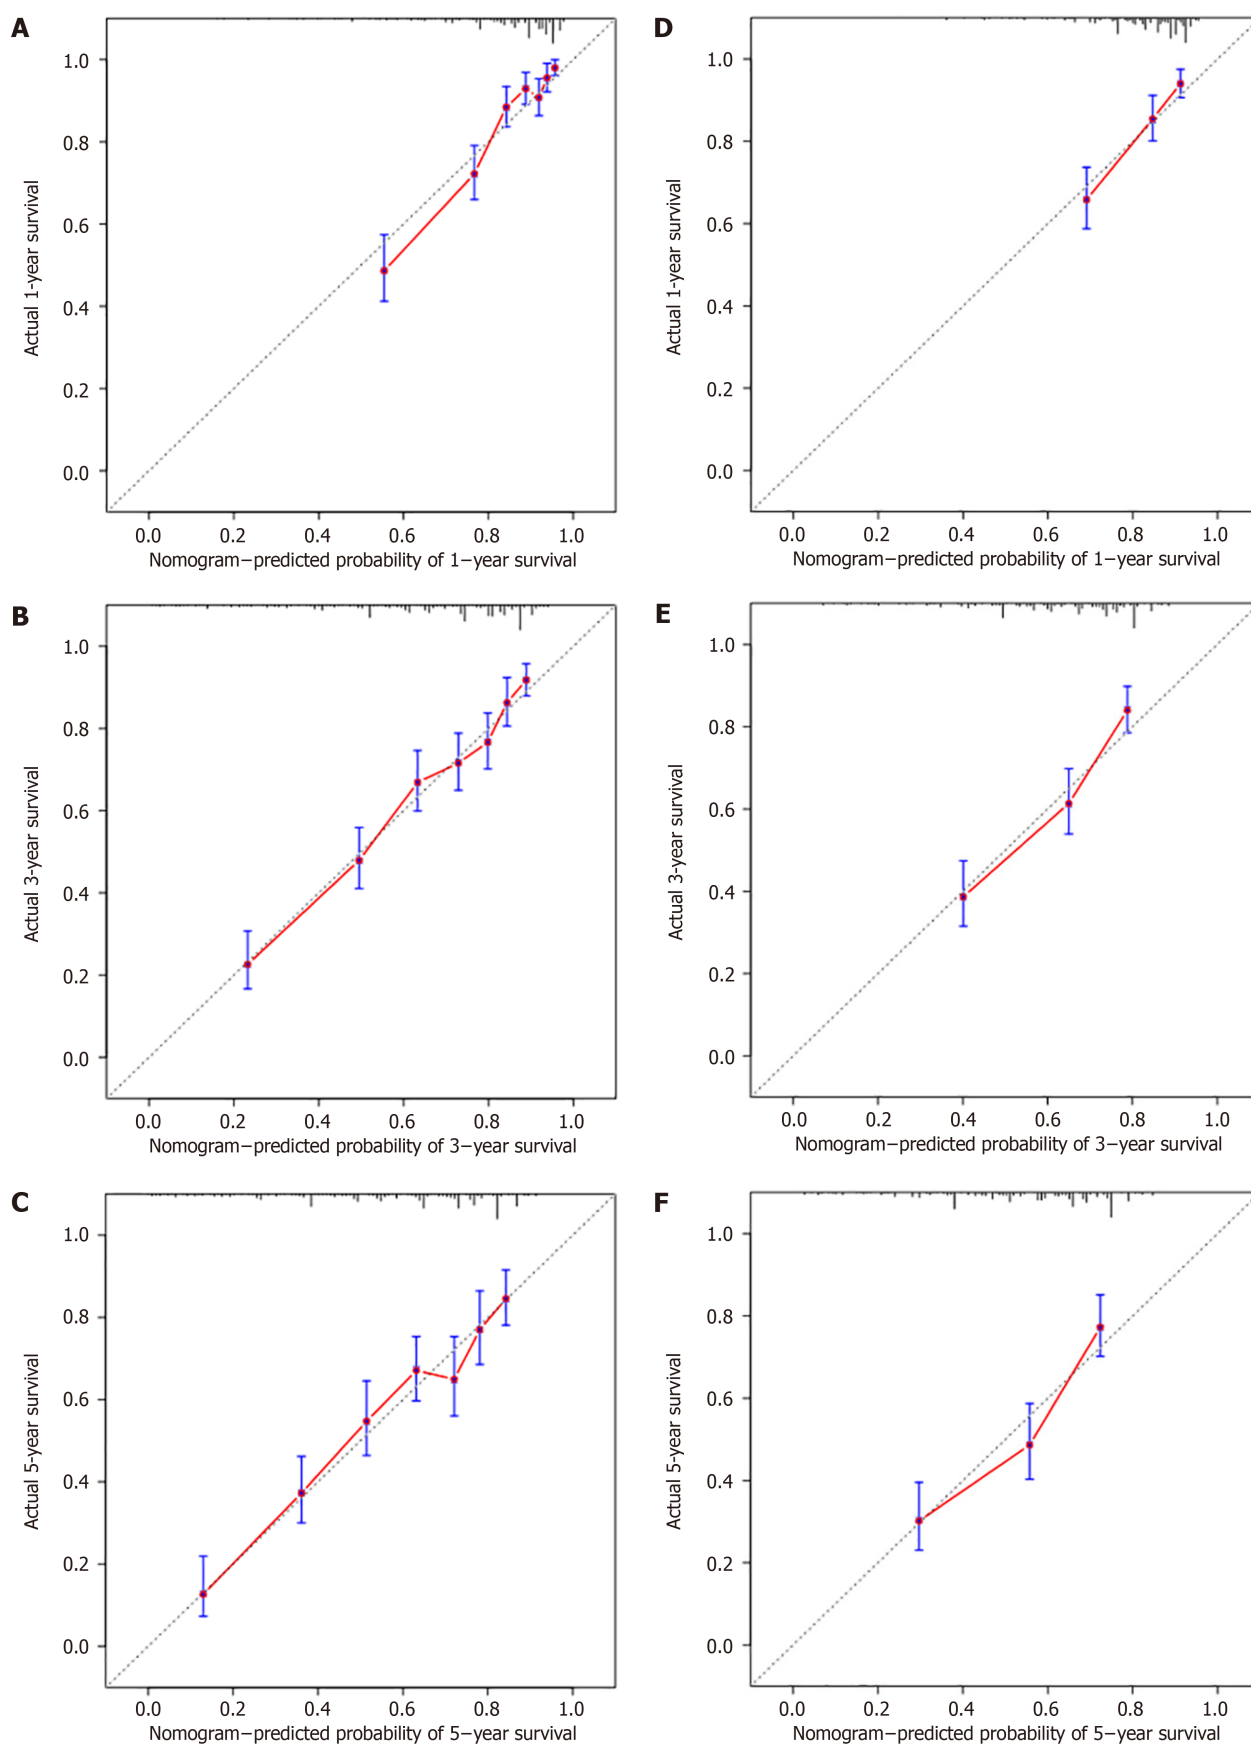 A
1.0
0.8
0.6
0.4
0.2
0.0
Actual 1-year survival
0.0 0.2 0.4 0.6 0.8 1.0
Nomogram−predicted probability of 1−year survival
D
1.0
0.8
0.6
0.4
0.2
0.0
Actual 1-year survival
0.0 0.2 0.4 0.6 0.8 1.0
Nomogram−predicted probability of 1−year survival
B
1.0
0.8
0.6
0.4
0.2
0.0
Actual 3-year survival
0.0 0.2 0.4 0.6 0.8 1.0
Nomogram−predicted probability of 3−year survival
E
1.0
0.8
0.6
0.4
0.2
0.0
Actual 3-year survival
0.0 0.2 0.4 0.6 0.8 1.0
Nomogram−predicted probability of 3−year survival
C
1.0
0.8
0.6
0.4
0.2
0.0
Actual 5-year survival
0.0 0.2 0.4 0.6 0.8 1.0
Nomogram−predicted probability of 5−year survival
F
1.0
0.8
0.6
0.4
0.2
0.0
Actual 5-year survival
0.0 0.2 0.4 0.6 0.8 1.0
Nomogram−predicted probability of 5−year survival